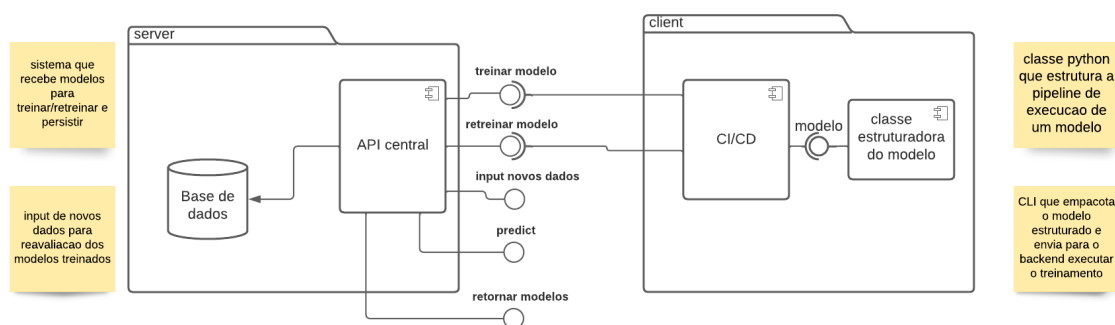 server
client
sistema que
recebe modelos
para
treinar/retreinar e
persistir
input de novos
dados para
reavaliacao dos
modelos treinados
Base de
dados
API central
treinar modelo
retreinar modelo
input novos dados
predict
retornar modelos
CI/CD
modelo
classe
estruturadora
do modelo
classe python
que estrutura a
pipeline de
execucao de
um modelo
CLI que empacota
o modelo
estruturado e
envia para o
backend executar
o treinamento